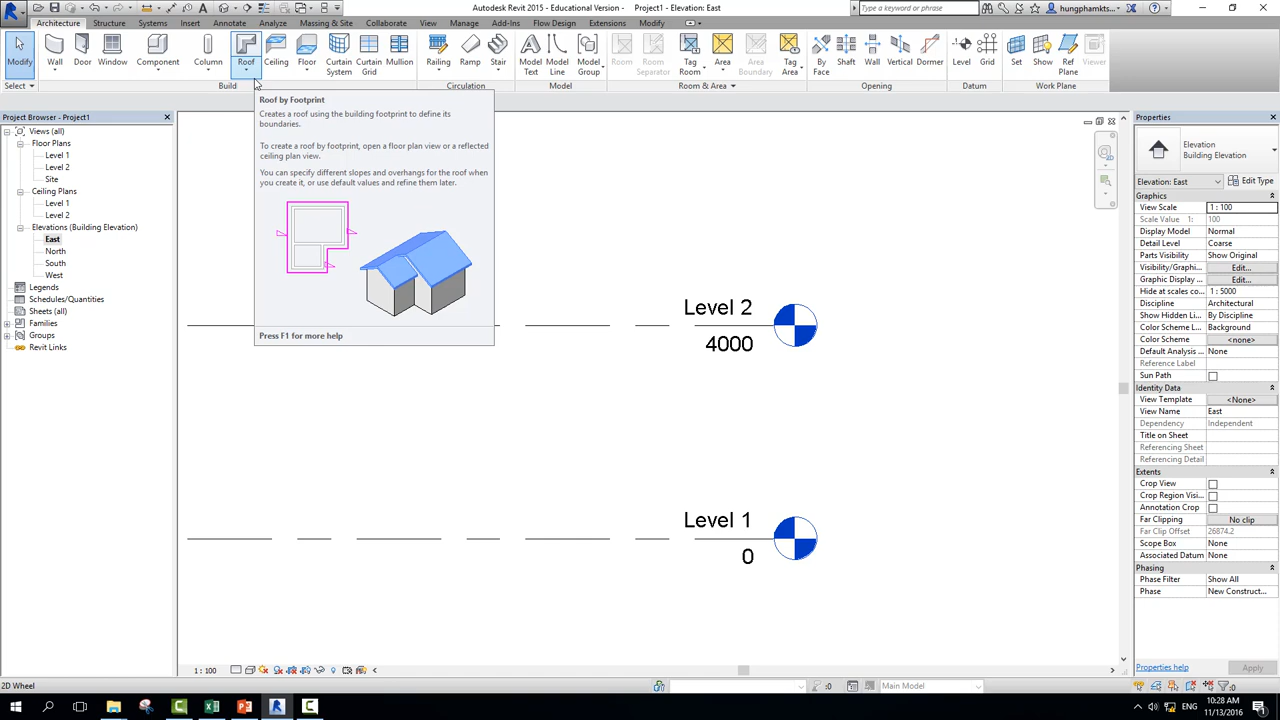 Autodesk Revit 2015 - Educational Version - Project1 - Elevation: East
Type a keyword or phrase
hungphamkts...
Architecture Structure Systems Insert Annotate Analyze Massing & Site Collaborate View Manage Add-Ins Flow Design Extensions Modify
Modify Wall Door Window Component Column Roof Ceiling Floor Curtain System Curtain Grid Mullion Railing Ramp Stair Model Text Model Line Model Group Room Room Separator Tag Room Area Area Boundary Tag Area By Face Shaft Wall Vertical Dormer Level Grid Set Show Ref Plane Viewer
Select Build Circulation Model Room & Area Opening Datum Work Plane
Project Browser - Project1
Views (all)
Floor Plans
Level 1
Level 2
Site
Ceiling Plans
Level 1
Level 2
Elevations (Building Elevation)
East
North
South
West
Legends
Schedules/Quantities
Sheets (all)
Families
Groups
Revit Links
Roof by Footprint
Creates a roof using the building footprint to define its
boundaries.
To create a roof by footprint, open a floor plan view or a reflected
ceiling plan view.
You can specify different slopes and overhangs for the roof when
you create it, or use default values and refine them later.
Press F1 for more help
Level 2
4000
Level 1
0
Properties
Elevation
Building Elevation
Elevation: East Edit Type
Graphics
View Scale 1 : 100
Scale Value 1: 100
Display Model Normal
Detail Level Coarse
Parts Visibility Show Original
Visibility/Graphi... Edit...
Graphic Display ... Edit...
Hide at scales co... 1 : 5000
Discipline Architectural
Show Hidden Li... By Discipline
Color Scheme L... Background
Color Scheme <none>
Default Analysis ... None
Reference Label
Sun Path
Identity Data
View Template <None>
View Name East
Dependency Independent
Title on Sheet
Referencing Sheet
Referencing Detail
Extents
Crop View
Crop Region Visi...
Annotation Crop
Far Clipping No clip
Far Clip Offset 26874.2
Scope Box None
Associated Datum None
Phasing
Phase Filter Show All
Phase New Construct...
Properties help Apply
1 : 100
2D Wheel
:0
Main Model
:0
ENG
10:28 AM
11/13/2016